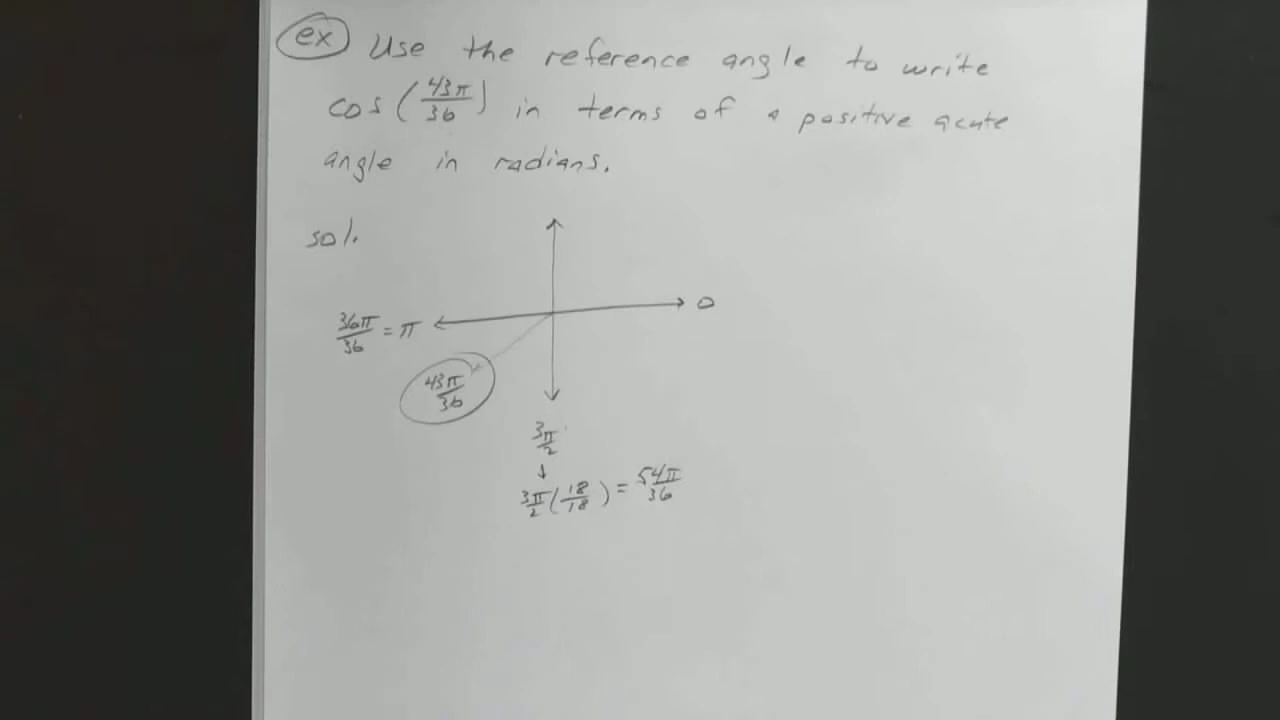 ex Use the reference angle to write
cos(43π/36) in terms of a positive acute
angle in radians.
sol.
0
36π/36 = π
43π/36
3π/2
↓
3π/2(18/18) = 54π/36